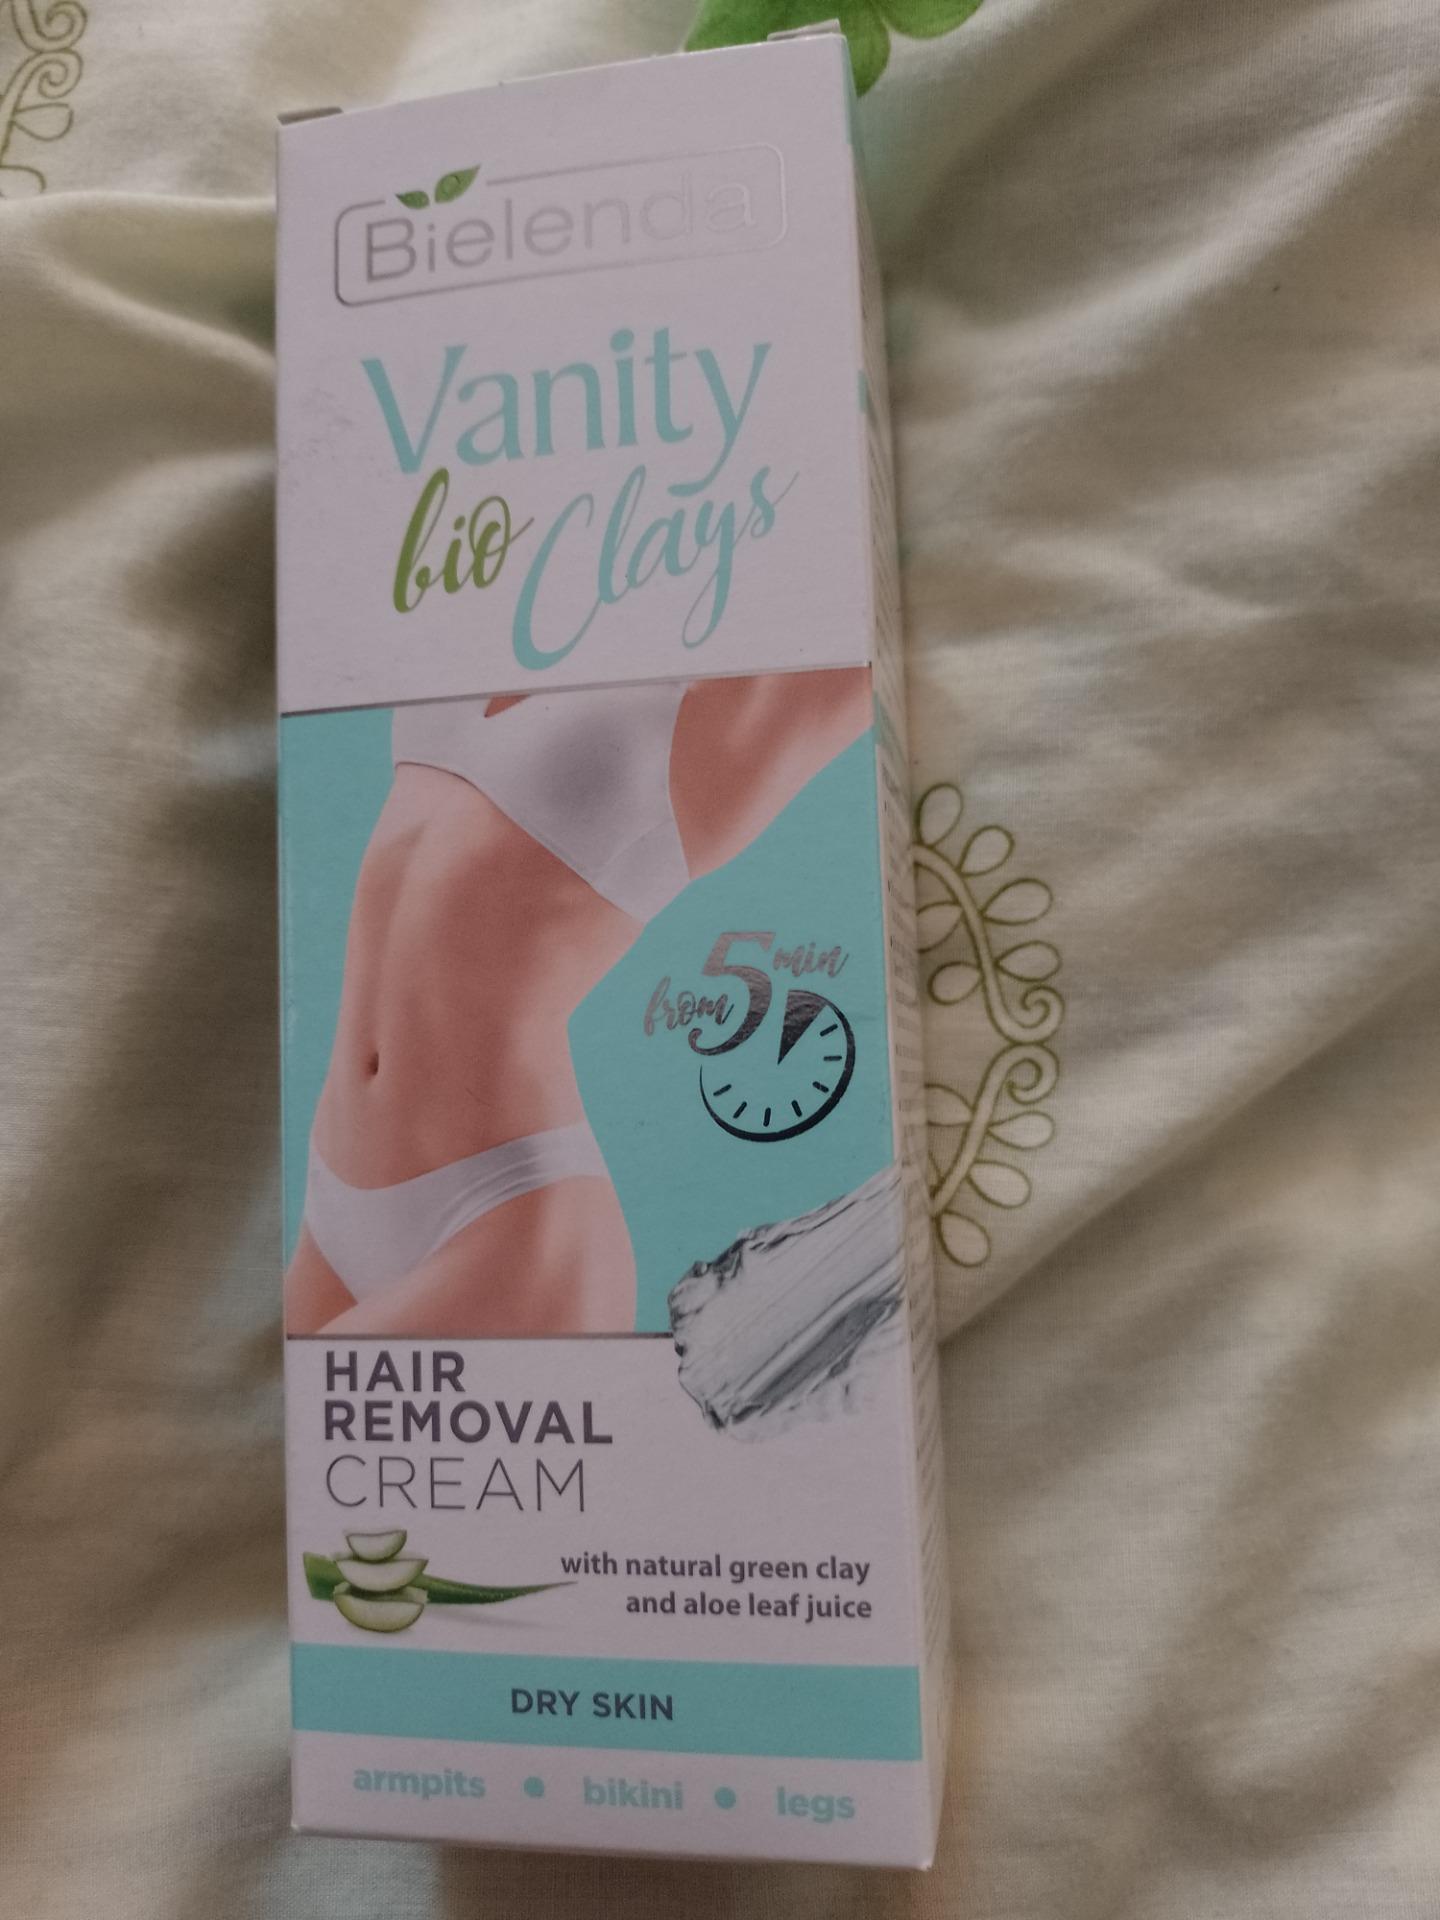 Bielenda
Vanity
bio Clays
from 5 min
HAIR
REMOVAL
CREAM
with natural green clay
and aloe leaf juice
DRY SKIN
armpits • bikini • legs